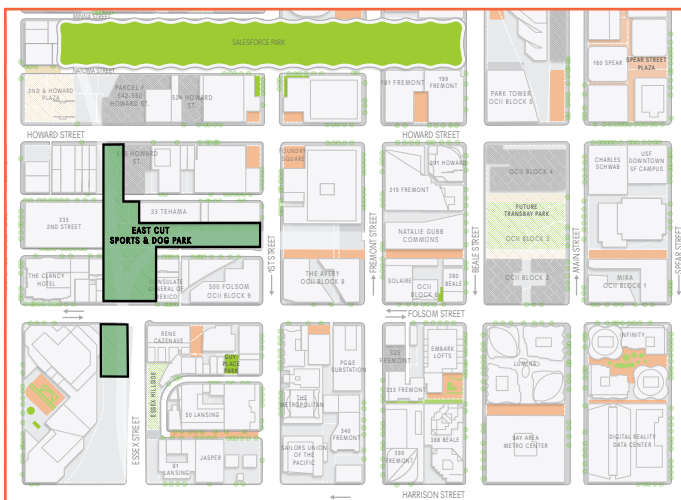 MINNA STREET
SALESFORCE PARK
NATOMA STREET
2ND & HOWARD
PLAZA
PARCEL F
542-550
HOWARD ST.
524 HOWARD
ST.
181 FREMONT
199
FREMONT
PARK TOWER
OCII BLOCK 5
160 SPEAR
SPEAR STREET
PLAZA
HOWARD STREET
HOWARD STREET
HOWARD
ST.
FOUNDRY
SQUARE
301 HOWARD
215 FREMONT
OCII BLOCK 4
CHARLES
SCHWAB
USF
DOWNTOWN
SF CAMPUS
235
2ND STREET
33 TEHAMA
EAST CUT
SPORTS & DOG PARK
NATALIE GUBB
COMMONS
FUTURE
TRANSBAY PARK
OCII BLOCK 3
1ST STREET
FREMONT STREET
BEALE STREET
MAIN STREET
SPEAR STREET
THE CLANCY
HOTEL
CONSULATE
GENERAL OF
MEXICO
500 FOLSOM
OCII BLOCK 9
THE AVERY
OCII BLOCK 8
SOLAIRE
OCII
BLOCK 6
280
BEALE
OCII BLOCK 2
MIRA
OCII BLOCK 1
FOLSOM STREET
RENE
CAZENAVE
GUY
PLACE
PARK
ESSEX HILLSIDE
ESSEX STREET
50 LANSING
81
LANSING
JASPER
PG&E
SUBSTATION
THE
METROPOLITAN
340
FREMONT
SAILORS UNION
OF THE
PACIFIC
325
FREMONT
EMBARK
LOFTS
333 FREMONT
399
FREMONT
388 BEALE
LUMINA
BAY AREA
METRO CENTER
INFINITY
DIGITAL REALITY
DATA CENTER
HARRISON STREET